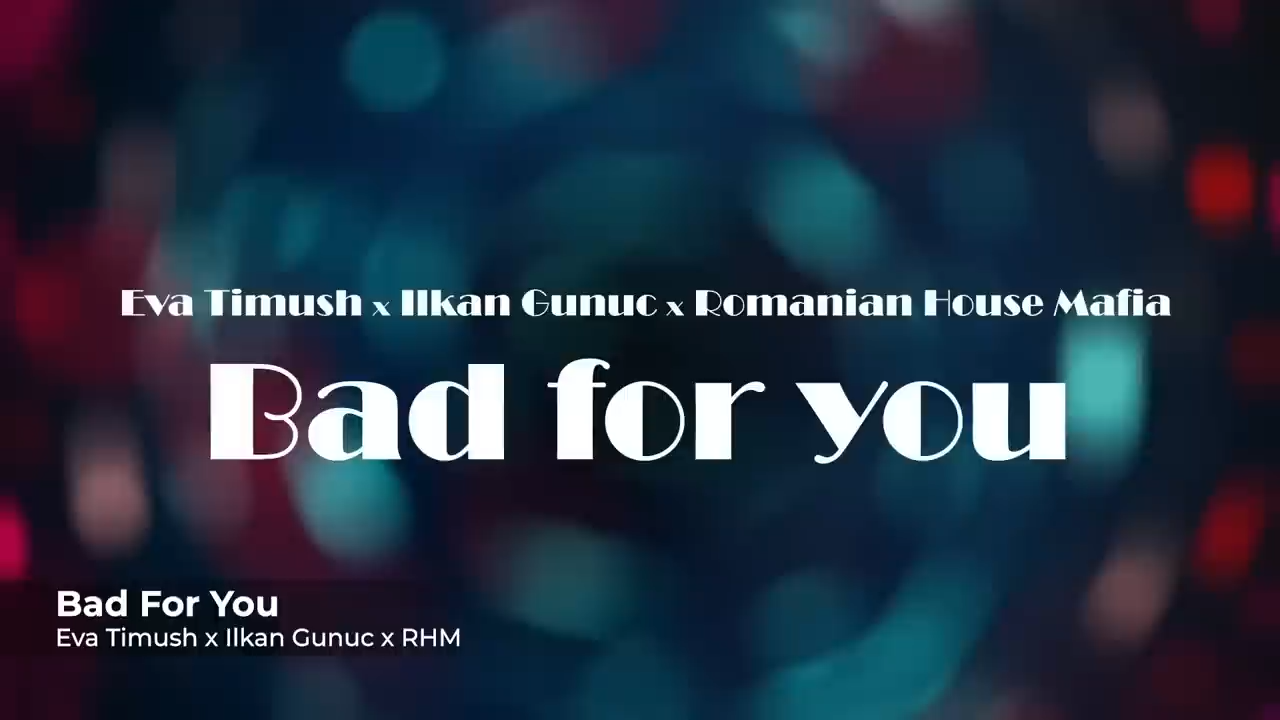 Eva Timush x Ilkan Gunuc x Romanian House Mafia
Bad for you
Bad For You
Eva Timush x Ilkan Gunuc x RHM